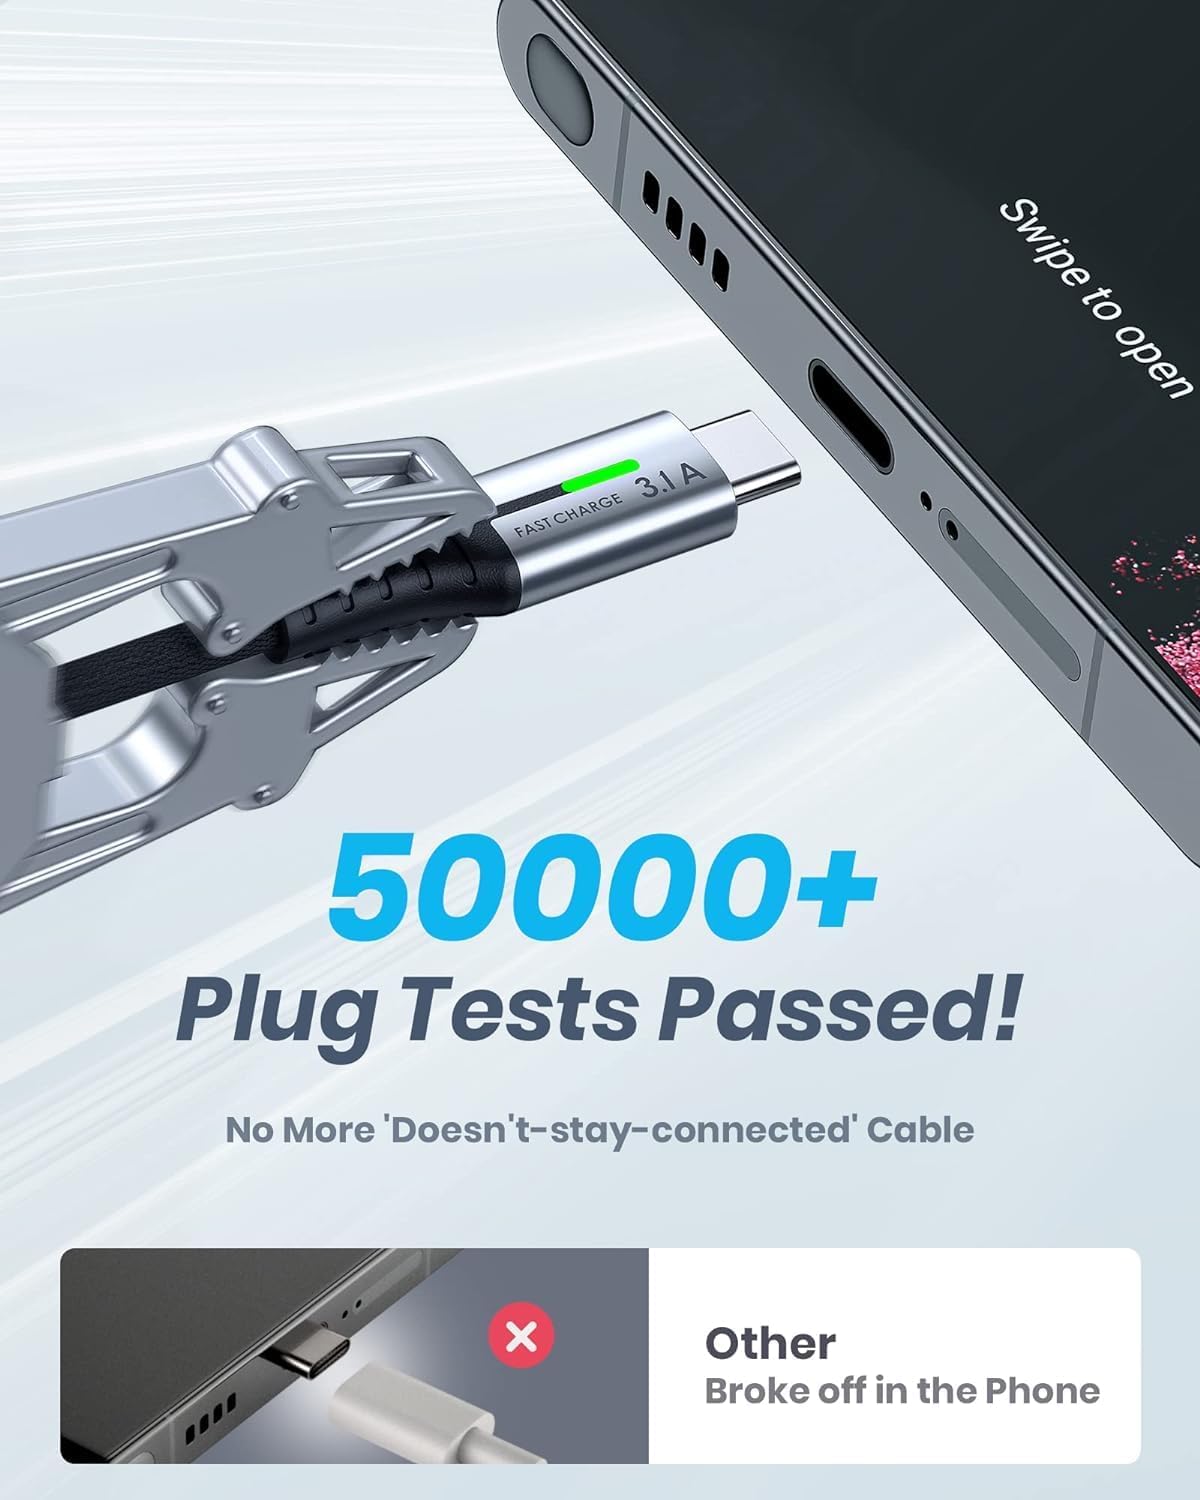 Swipe to open
3.1 A
FAST CHARGE
50000+
Plug Tests Passed!
No More 'Doesn't-stay-connected' Cable
Other
Broke off in the Phone